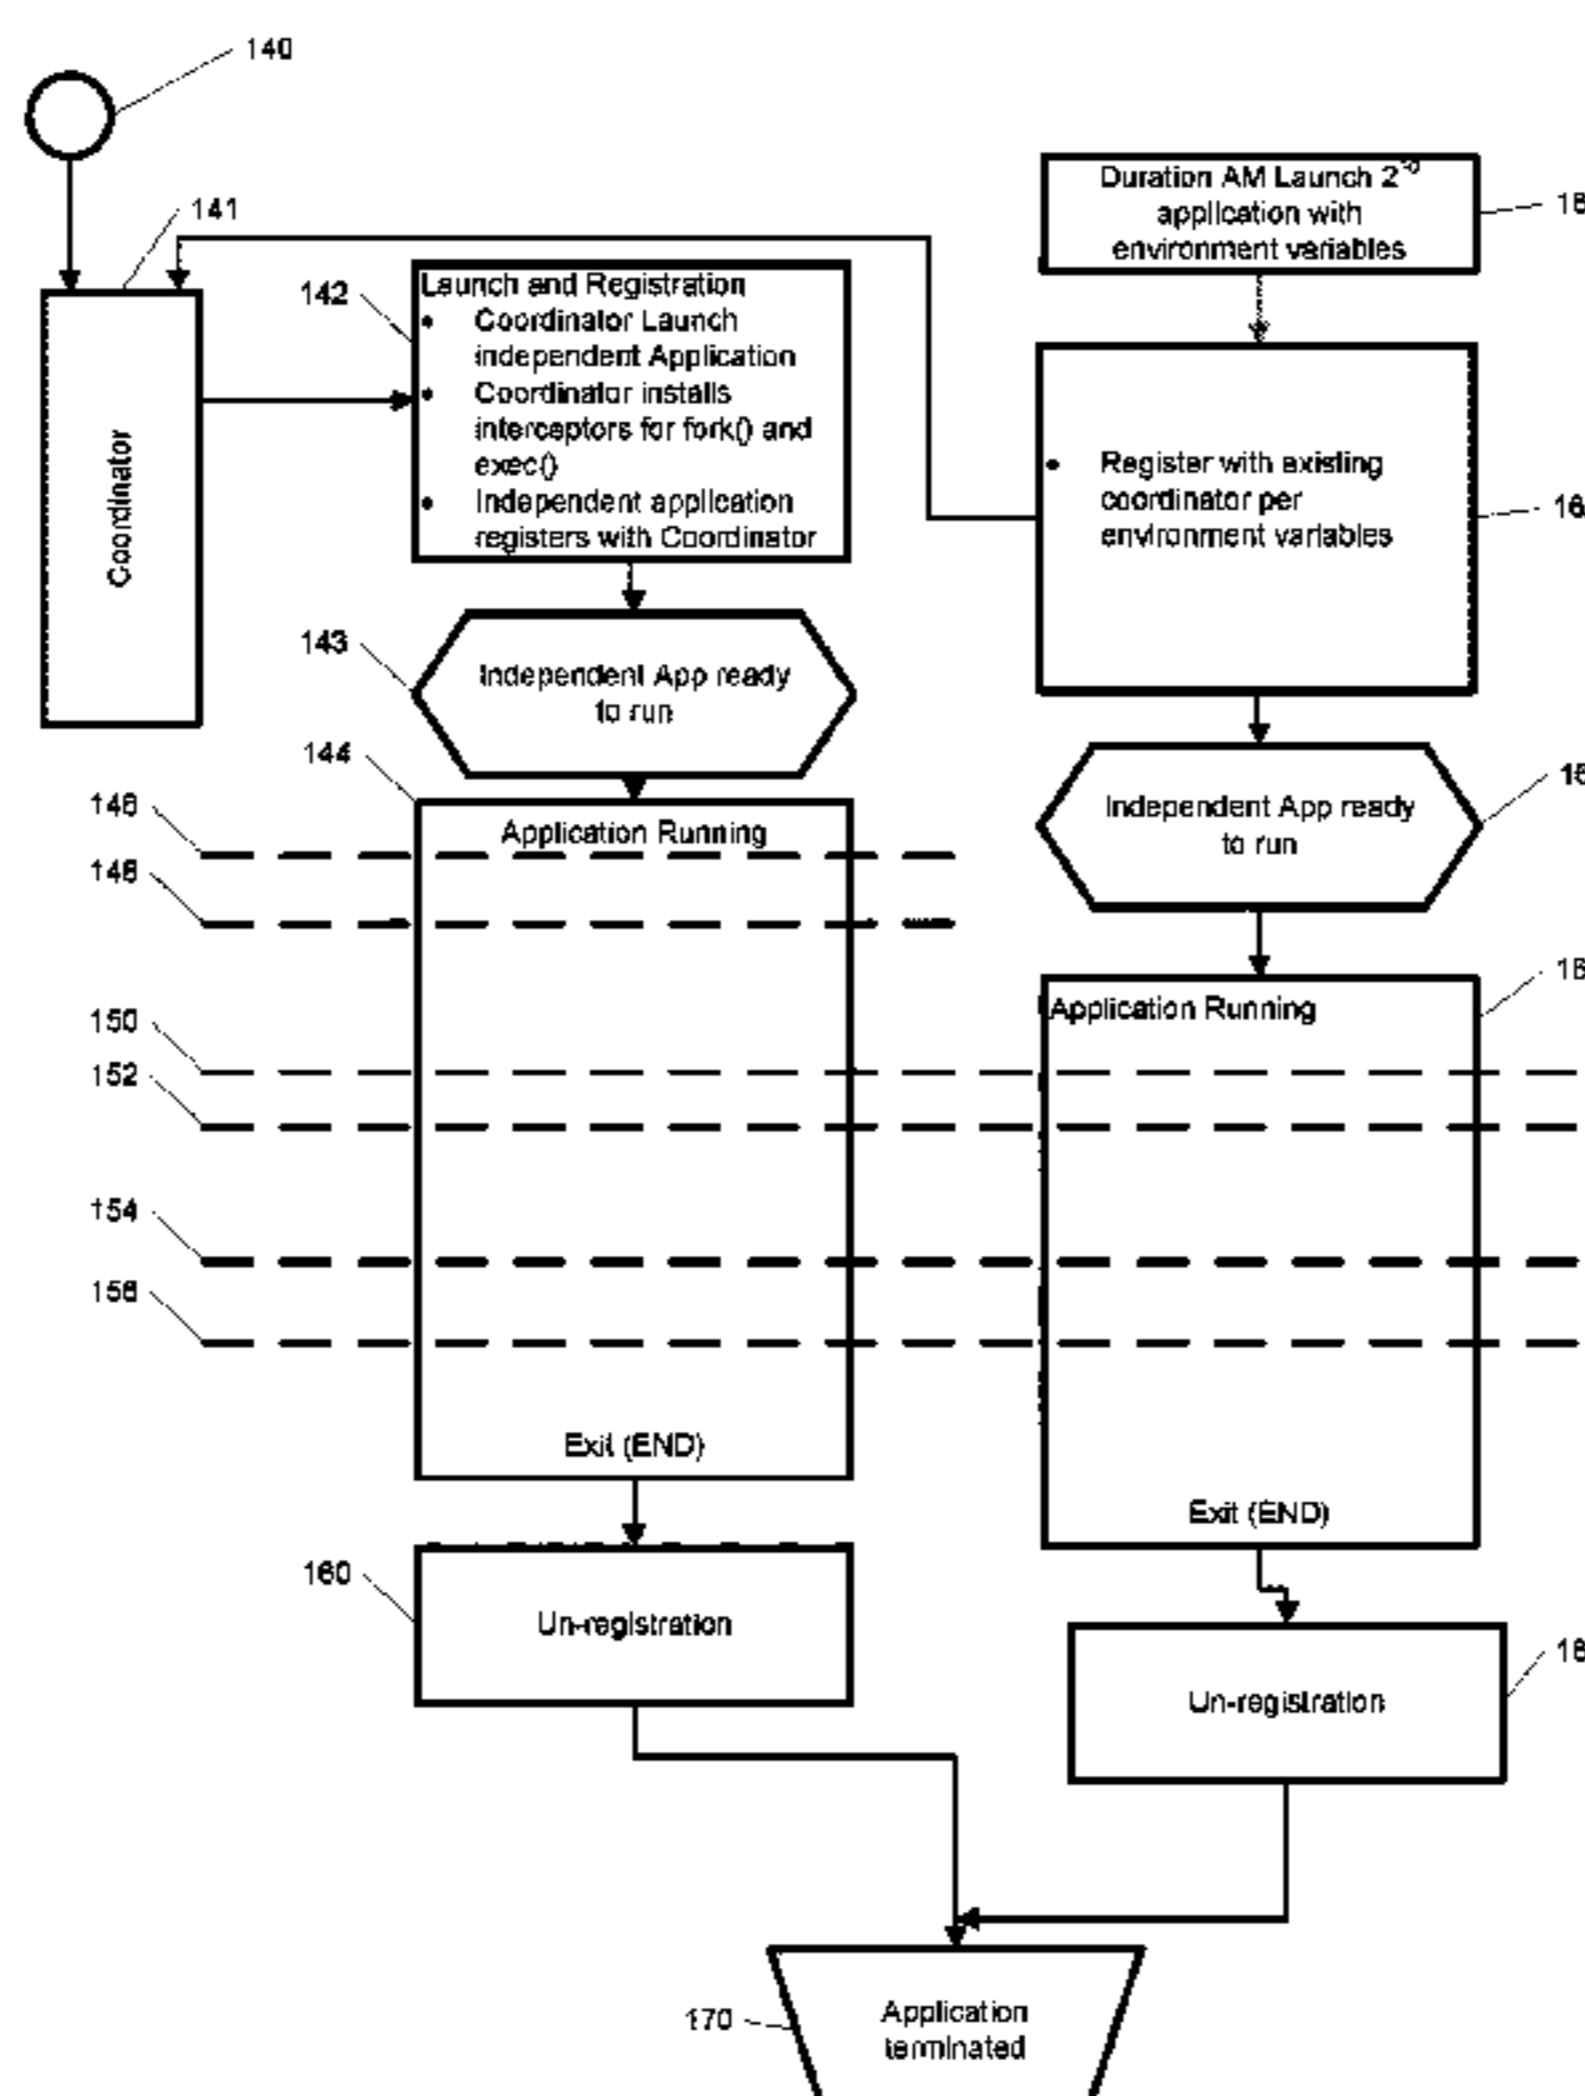 140
141
Coordinator
142
Launch and Registration
• Coordinator Launch
independent Application
• Coordinator installs
interceptors for fork() and
exec()
• Independent application
registers with Coordinator
143
Independent App ready
to run
144
Application Running
146
148
150
152
154
156
Exit (END)
160
Un-registration
Duration AM Launch
application with
environment variables
• Register with existing
coordinator per
environment variables
Independent App ready
to run
Application Running
Exit (END)
Un-registration
170
Application
terminated